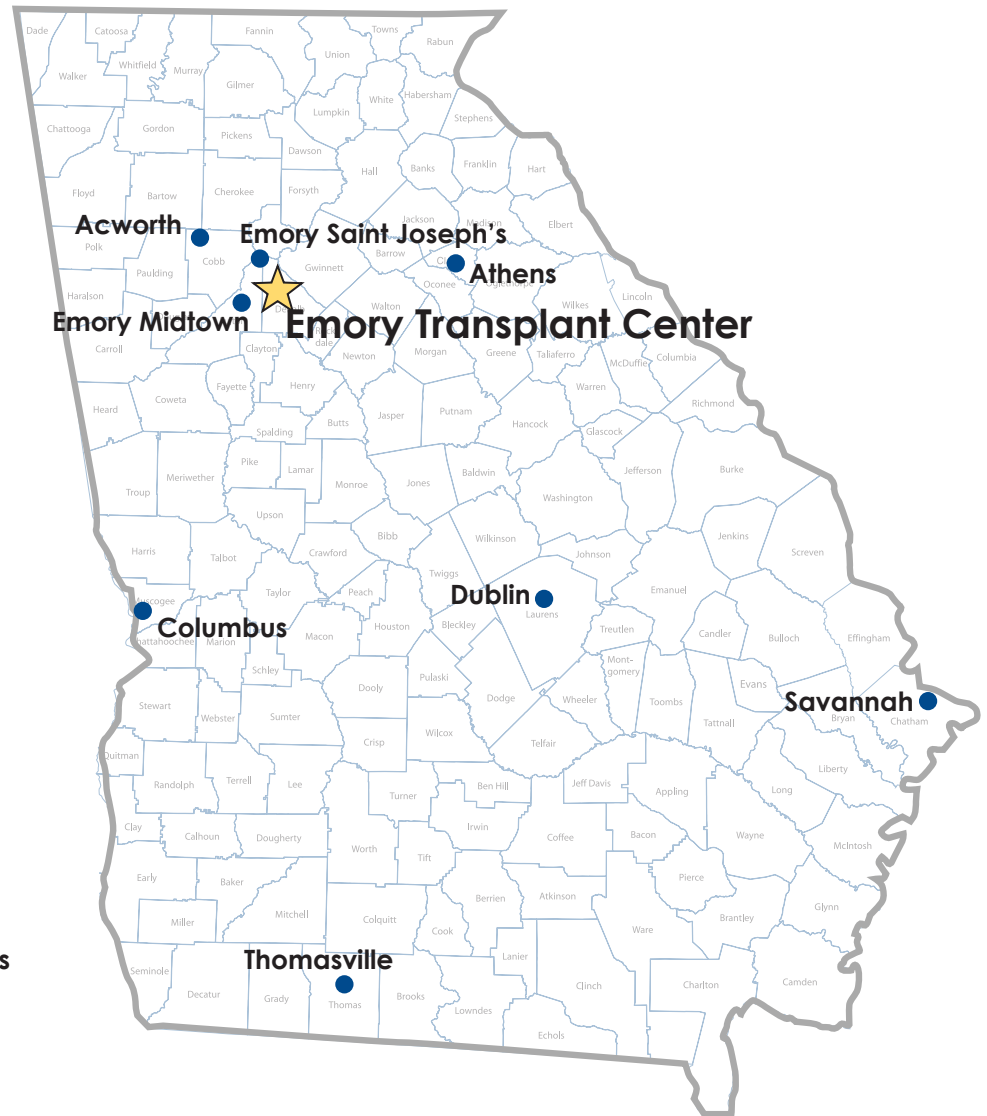 Dade
Catoosa
Fannin
Towns
Rabun
Union
Whitfield
Murray
Walker
Gilmer
White
Habersham
Lumpkin
Stephens
Chattooga
Gordon
Pickens
Dawson
Hall
Banks
Franklin
Hart
Floyd
Bartow
Cherokee
Forsyth
Jackson
Madison
Elbert
Acworth
Emory Saint Joseph's
Polk
Cobb
Barrow
Gwinnett
Paulding
Athens
Oconee
Oglethorpe
Haralson
Walton
Wilkes
Lincoln
Emory Midtown
Emory Transplant Center
dale
Carroll
Clayton
Newton
Morgan
Greene
Taliaferro
McDuffie
Columbia
Fayette
Henry
Warren
Coweta
Heard
Butts
Jasper
Putnam
Hancock
Richmond
Spalding
Glascock
Pike
Lamar
Meriwether
Monroe
Jones
Baldwin
Jefferson
Burke
Troup
Washington
Upson
Bibb
Wilkinson
Jenkins
Harris
Talbot
Crawford
Johnson
Screven
Twiggs
Taylor
Peach
Emanuel
Dublin
Muscogee
Laurens
Columbus
Houston
Bleckley
Treutlen
Candler
Bulloch
Effingham
Chattahoochee
Marion
Macon
Schley
Pulaski
Mont-
gomery
Evans
Dooly
Dodge
Wheeler
Toombs
Savannah
Stewart
Webster
Sumter
Tattnall
Bryan
Chatham
Wilcox
Crisp
Telfair
Quitman
Liberty
Randolph
Terrell
Lee
Turner
Ben Hill
Jeff Davis
Appling
Long
Clay
Calhoun
Dougherty
Irwin
Coffee
Bacon
Wayne
McIntosh
Worth
Tift
Early
Baker
Pierce
Berrien
Atkinson
Mitchell
Colquitt
Glynn
Miller
Cook
Ware
Brantley
s
Thomasville
Lanier
Seminole
Decatur
Grady
Thomas
Brooks
Lowndes
Clinch
Charlton
Camden
Echols